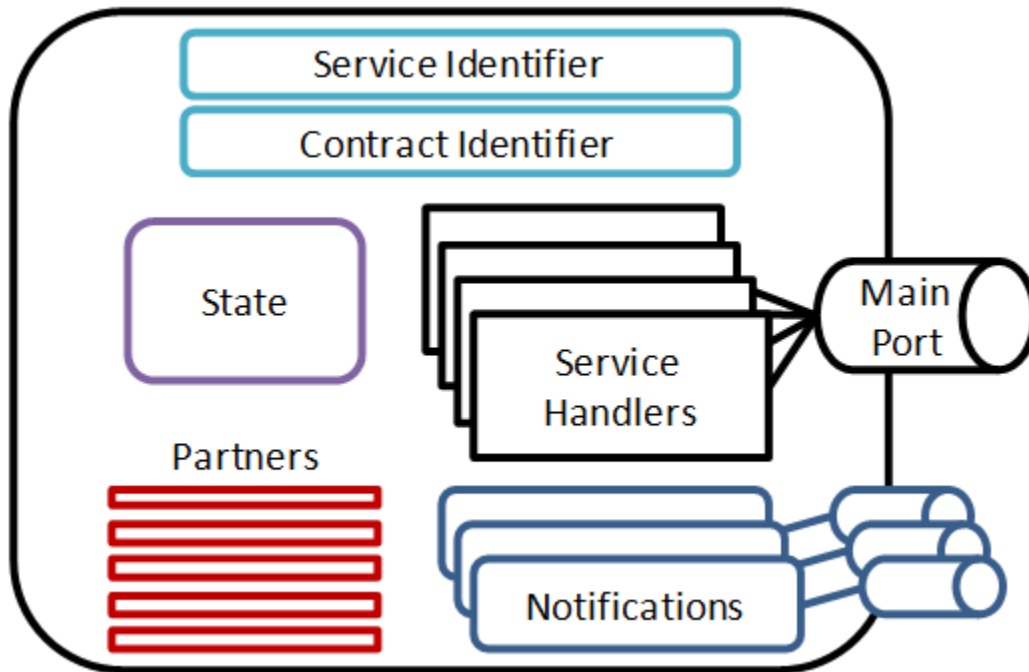 Service Identifier
Contract Identifier
State
Service
Handlers
Main
Port
Partners
Notifications